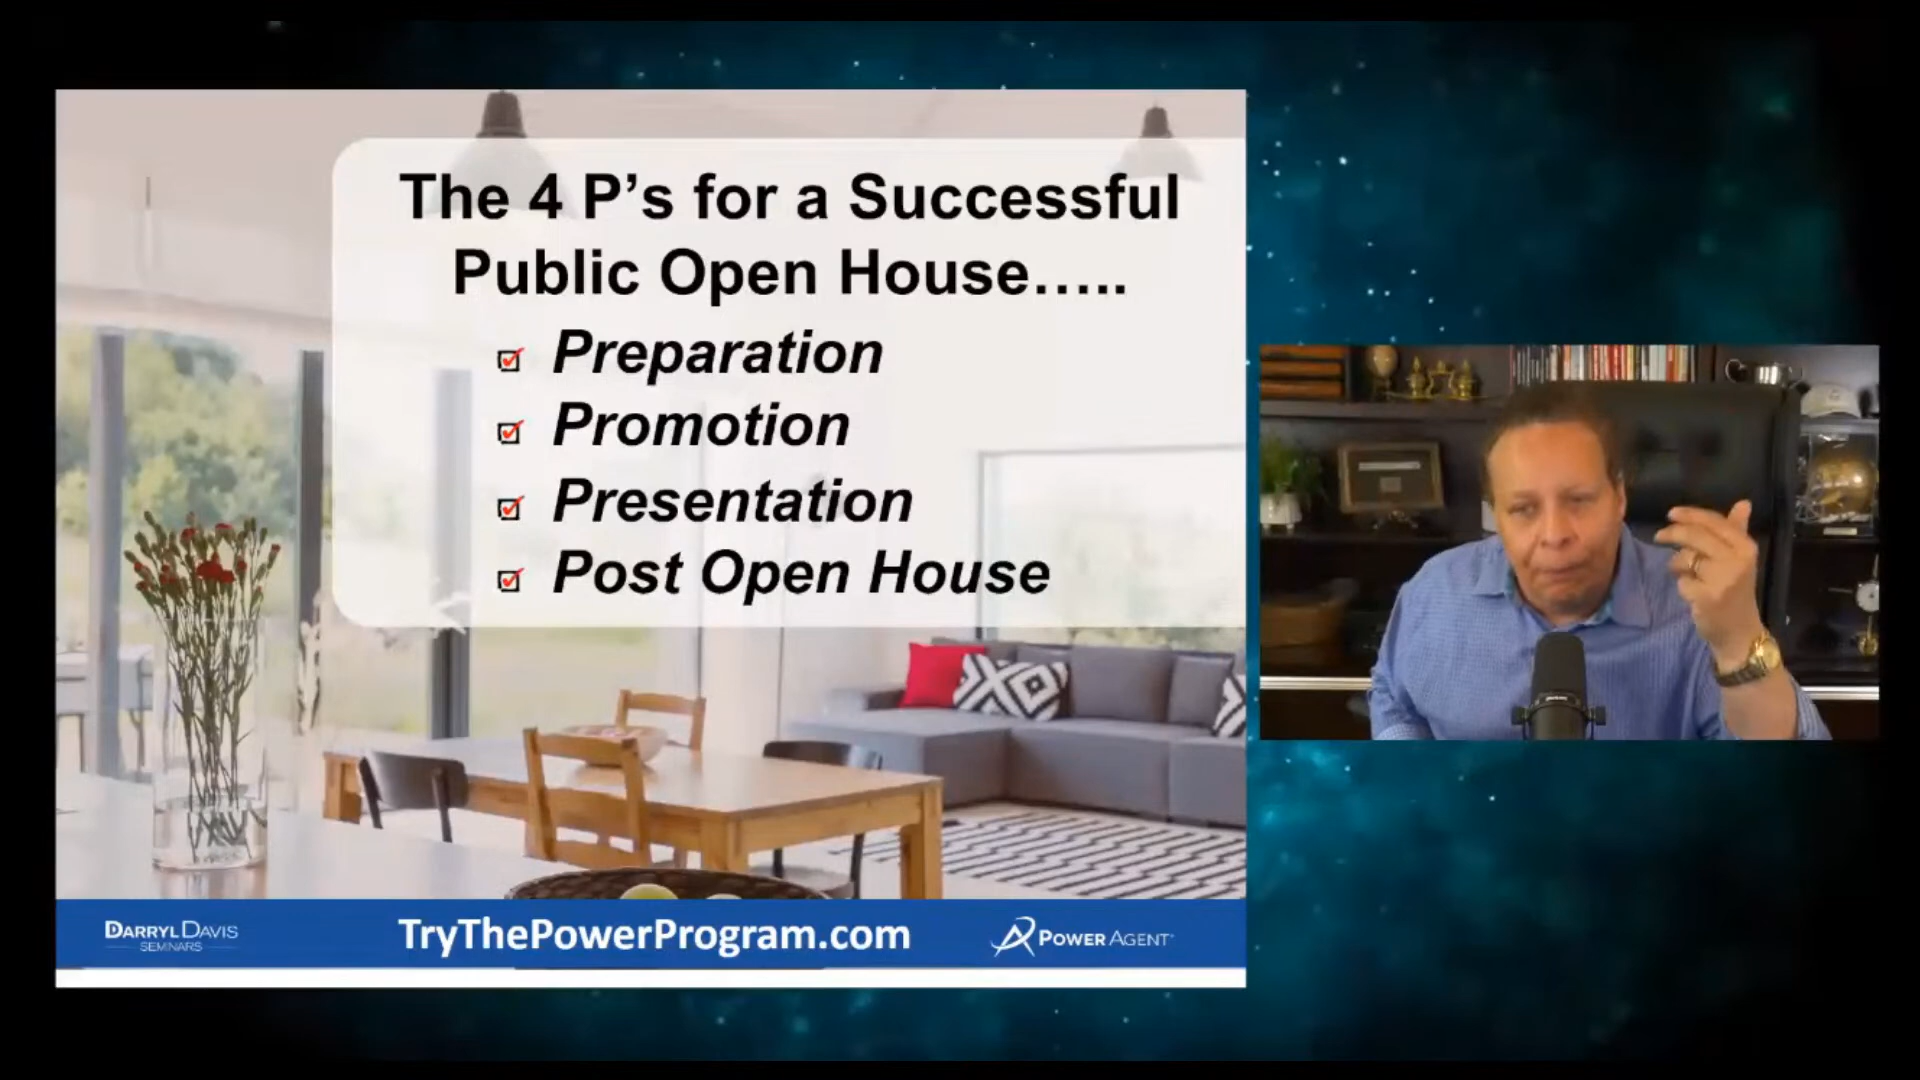 The 4 P’s for a Successful
Public Open House…..
Preparation
Promotion
Presentation
Post Open House
DARRYL DAVIS
SEMINARS
TryThePowerProgram.com
POWER AGENT